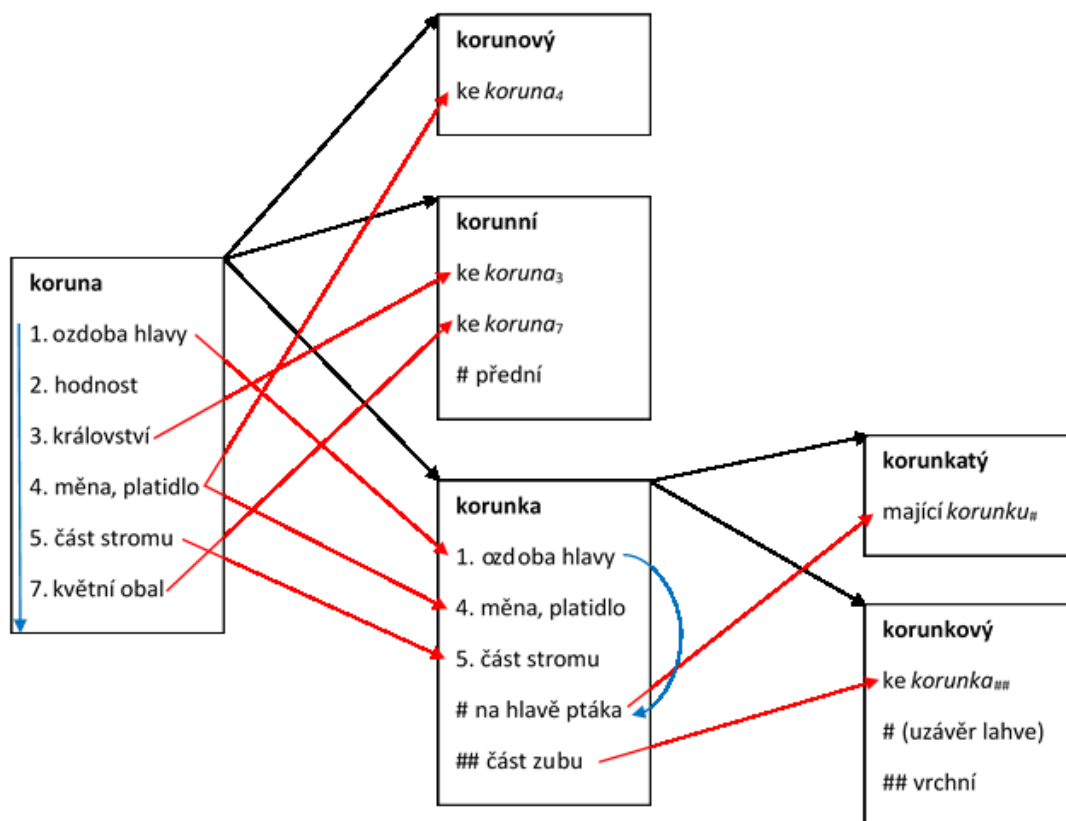 korunový
ke koruna₄
korunní
ke koruna₃
ke koruna₇
# přední
koruna
1. ozdoba hlavy
2. hodnost
3. království
4. měna, platidlo
5. část stromu
7. květní obal
korunka
1. ozdoba hlavy
4. měna, platidlo
5. část stromu
# na hlavě ptáka
## část zubu
korunkatý
mající korunku#
korunkový
ke korunka##
# (uzávěr lahve)
## vrchní